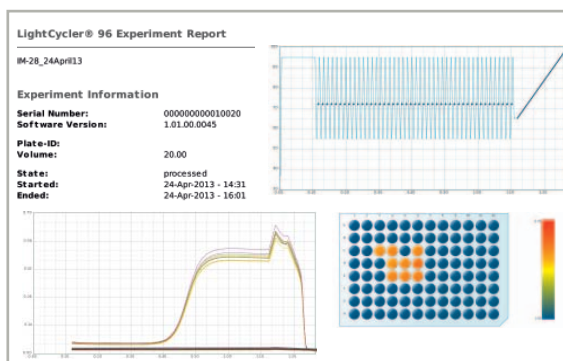 LightCycler® 96 Experiment Report
IM-28_24April13
Experiment Information
Serial Number: 000000000010020
Software Version: 1.01.00.0045
Plate-ID:
Volume: 20.00
State: processed
Started: 24-Apr-2013 - 14:31
Ended: 24-Apr-2013 - 16:01